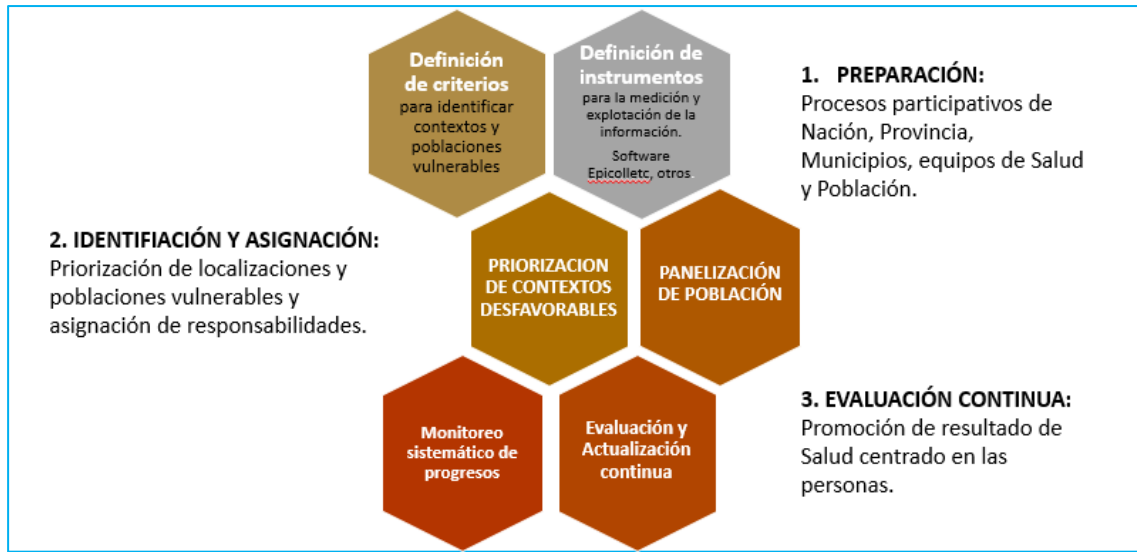 Definición
de criterios
para identificar
contextos y
poblaciones
vulnerables
Definición de
instrumentos
para la medición y
explotación de la
información.
Software
Epicolletc, otros.
1. PREPARACIÓN:
Procesos participativos de
Nación, Provincia,
Municipios, equipos de Salud
y Población.
2. IDENTIFIACIÓN Y ASIGNACIÓN:
Priorización de localizaciones y
poblaciones vulnerables y
asignación de responsabilidades.
PRIORIZACION
DE CONTEXTOS
DESFAVORABLES
PANELIZACIÓN
DE POBLACIÓN
Monitoreo
sistemático de
progresos
Evaluación y
Actualización
continua
3. EVALUACIÓN CONTINUA:
Promoción de resultado de
Salud centrado en las
personas.